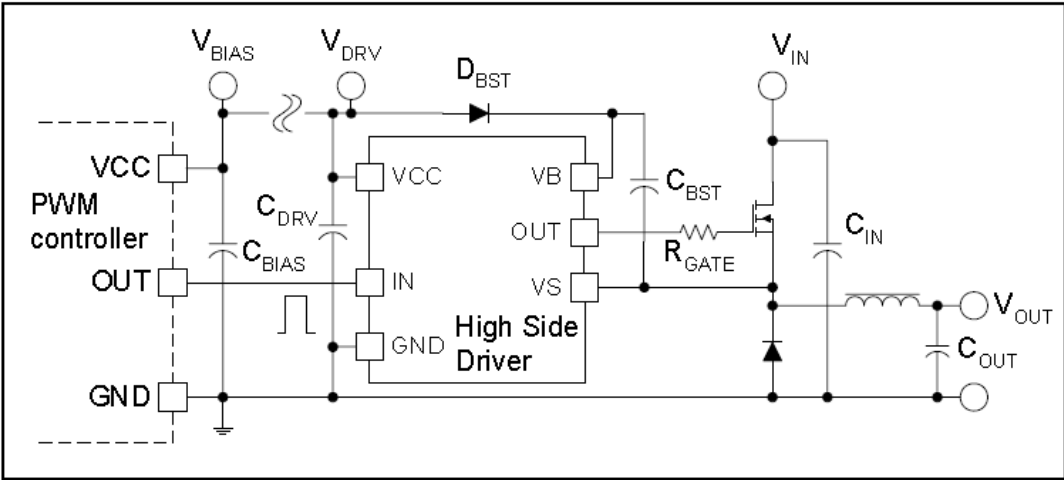 VBIAS
VDRV
DBST
VIN
VCC
PWM
controller
OUT
GND
CBIAS
CDRV
VCC
IN
GND
VB
OUT
VS
High Side
Driver
CBST
RGATE
CIN
VOUT
COUT